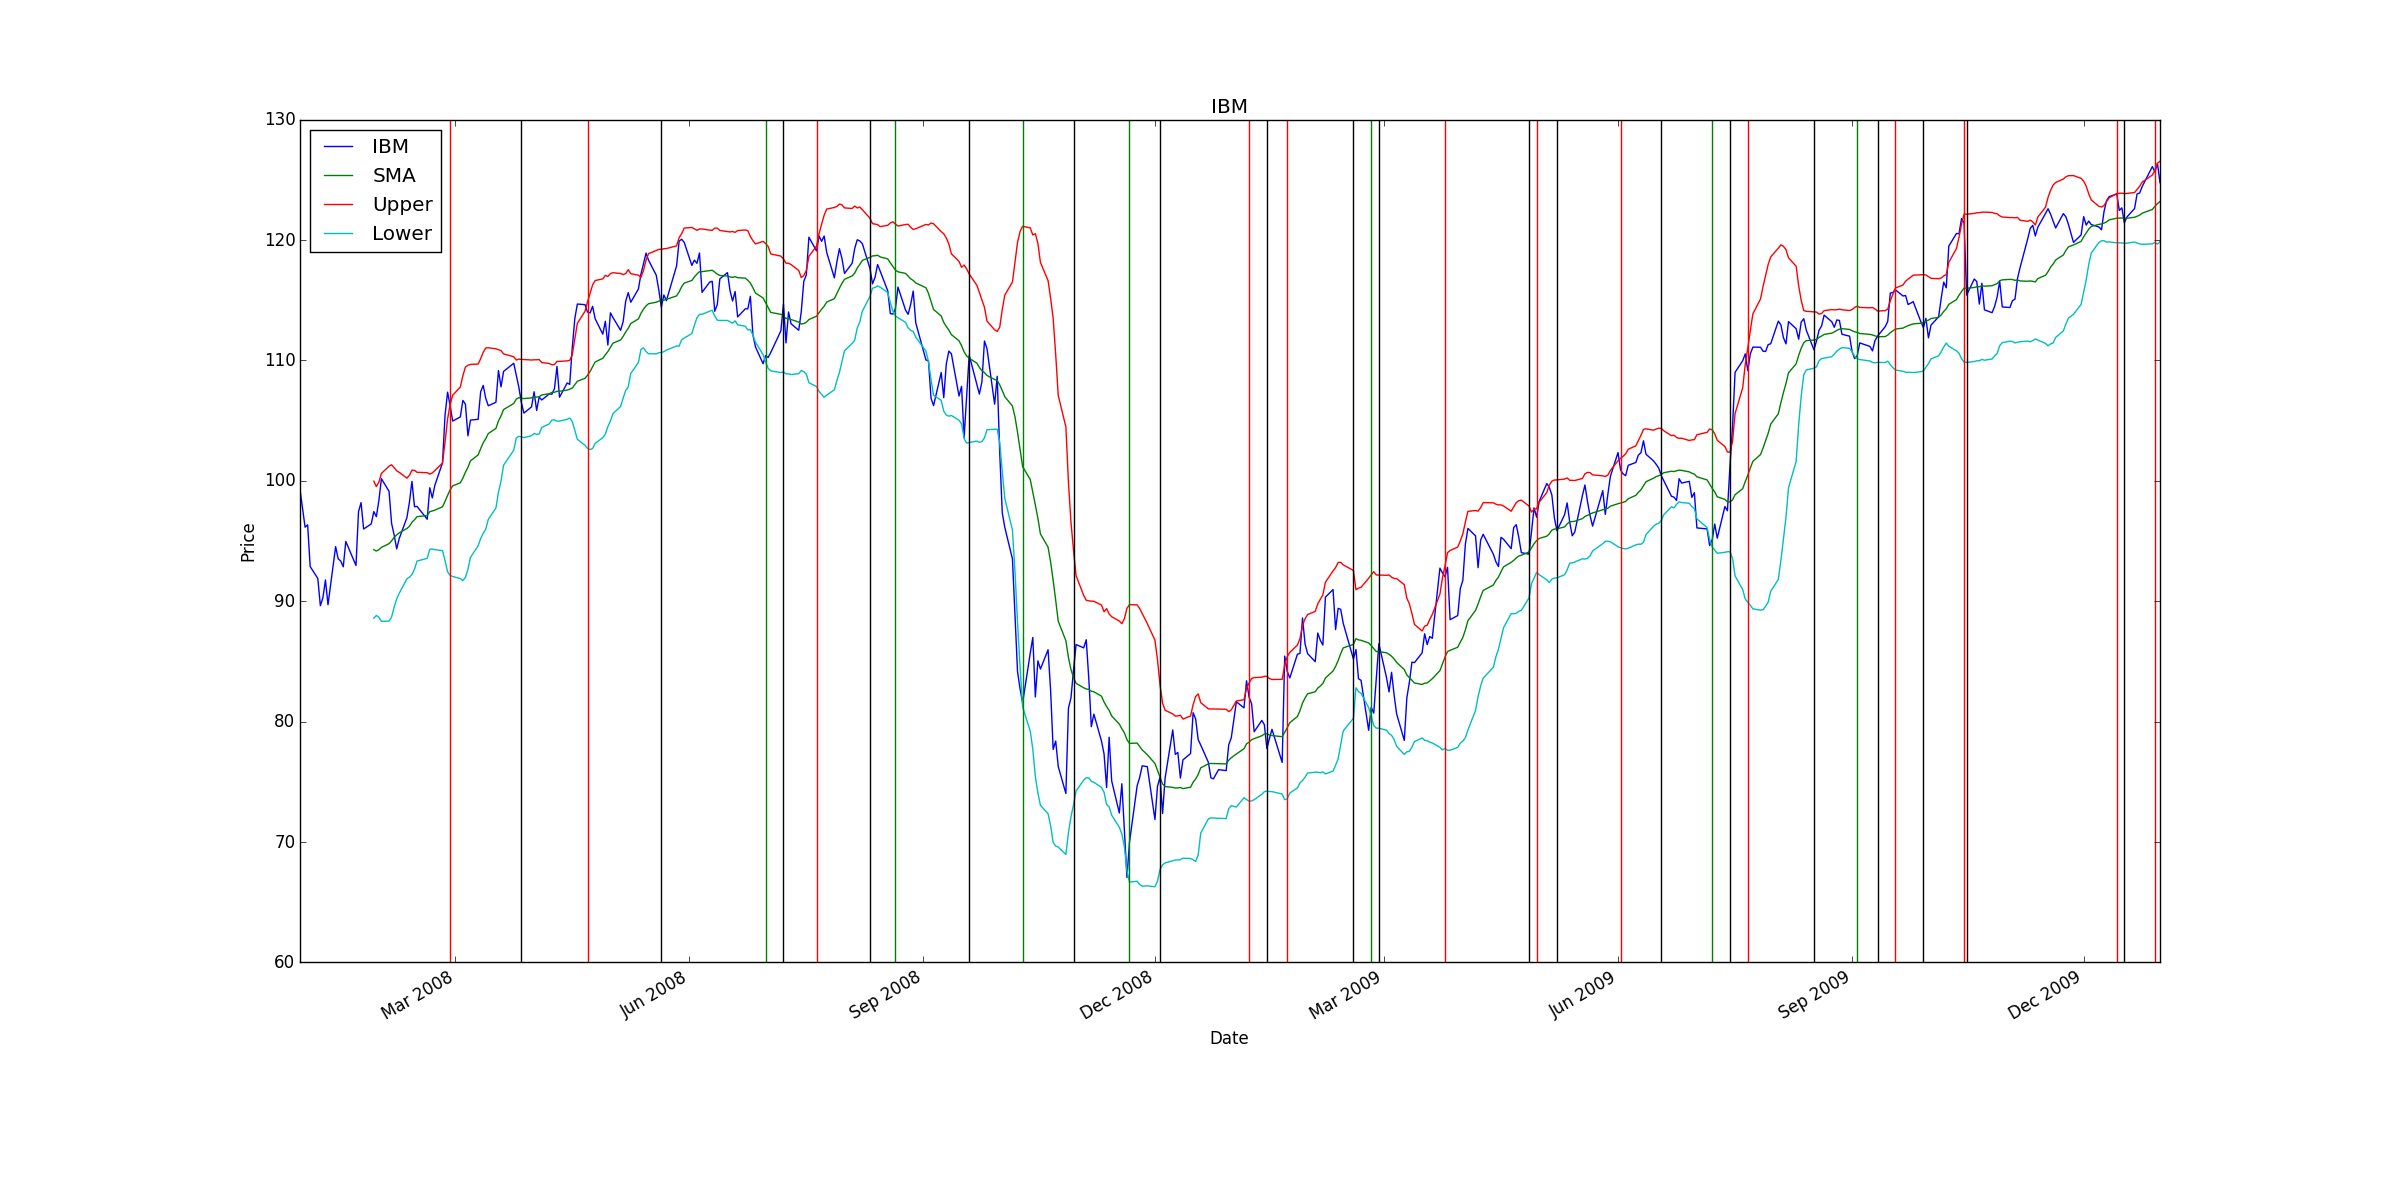 IBM
130
120
110
100
90
80
70
60
Price
IBM
SMA
Upper
Lower
Mar 2008
Jun 2008
Sep 2008
Dec 2008
Mar 2009
Jun 2009
Sep 2009
Dec 2009
Date